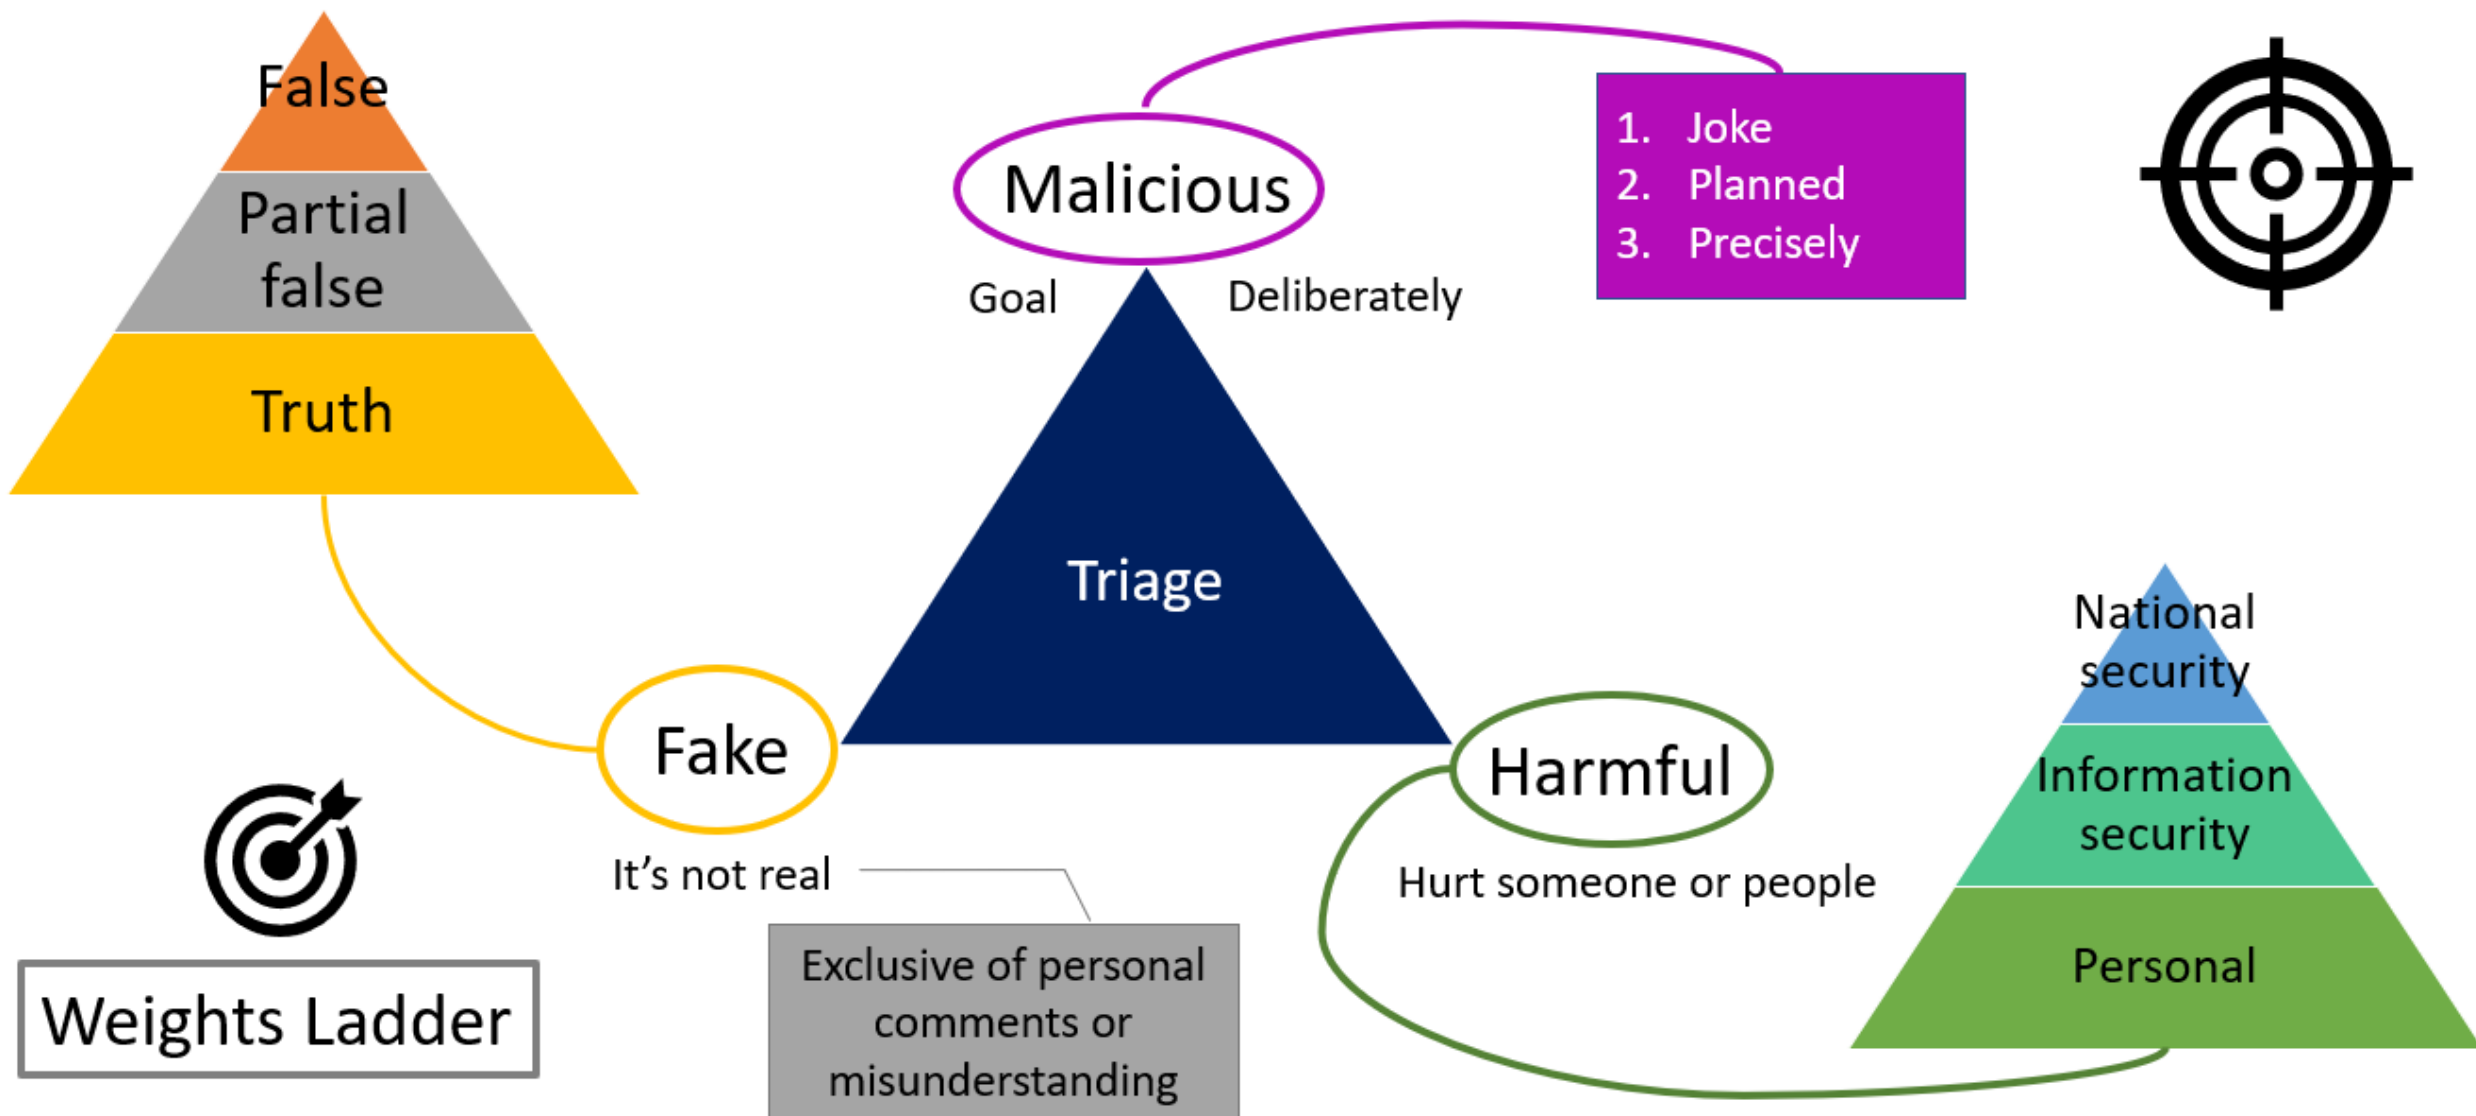 False
Partial
false
Truth
Malicious
Goal
Deliberately
1. Joke
2. Planned
3. Precisely
Triage
Fake
It’s not real
Exclusive of personal
comments or
misunderstanding
Harmful
Hurt someone or people
National
security
Information
security
Personal
Weights Ladder